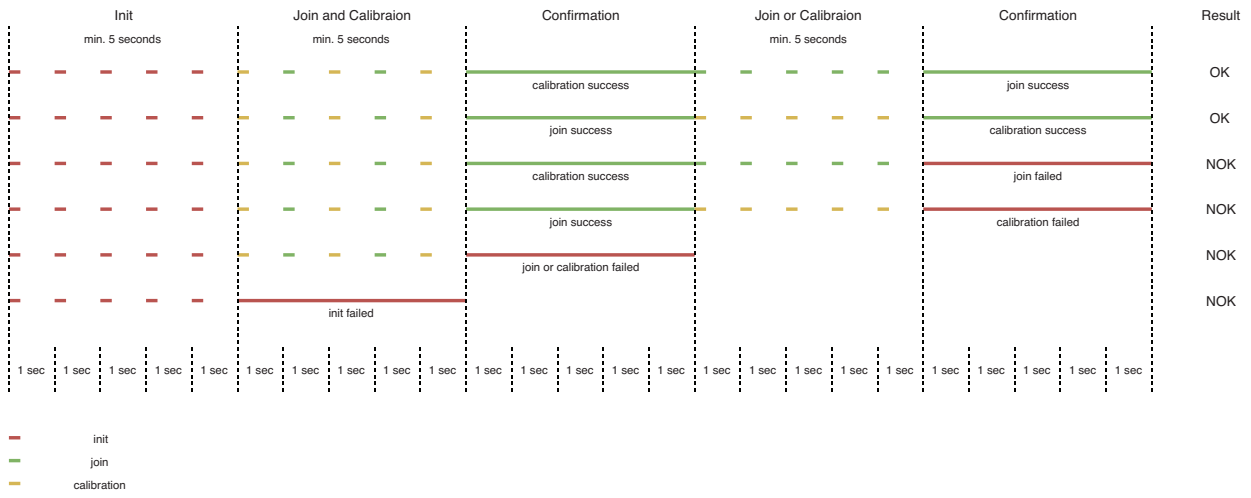 Init Join and Calibraion Confirmation Join or Calibraion Confirmation Result
min. 5 seconds min. 5 seconds min. 5 seconds
OK
calibration success join success
OK
join success calibration success
NOK
calibration success join failed
NOK
join success calibration failed
NOK
join or calibration failed
NOK
init failed
1 sec 1 sec 1 sec 1 sec 1 sec 1 sec 1 sec 1 sec 1 sec 1 sec 1 sec 1 sec 1 sec 1 sec 1 sec 1 sec 1 sec 1 sec 1 sec 1 sec 1 sec 1 sec 1 sec 1 sec 1 sec
init
join
calibration